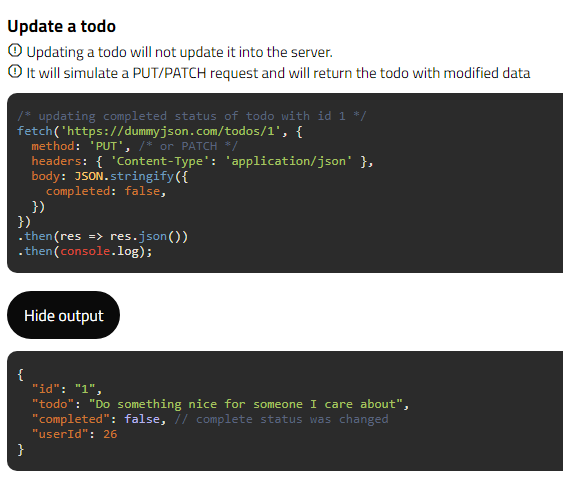 Update a todo
Updating a todo will not update it into the server.
It will simulate a PUT/PATCH request and will return the todo with modified data
/* updating completed status of todo with id 1 */
fetch('https://dummyjson.com/todos/1', {
  method: 'PUT', /* or PATCH */
  headers: { 'Content-Type': 'application/json' },
  body: JSON.stringify({
    completed: false,
  })
})
.then(res => res.json())
.then(console.log);
Hide output
{
  "id": "1",
  "todo": "Do something nice for someone I care about",
  "completed": false, // complete status was changed
  "userId": 26
}